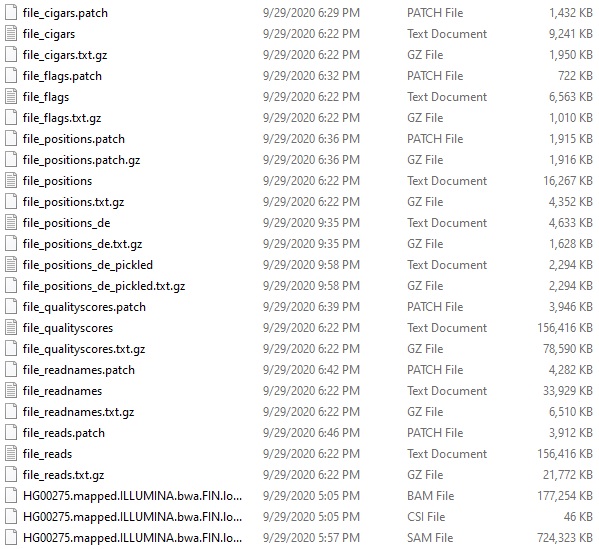 file_cigars.patch 9/29/2020 6:29 PM PATCH File 1,432 KB
file_cigars 9/29/2020 6:22 PM Text Document 9,241 KB
file_cigars.txt.gz 9/29/2020 6:22 PM GZ File 1,950 KB
file_flags.patch 9/29/2020 6:32 PM PATCH File 722 KB
file_flags 9/29/2020 6:22 PM Text Document 6,563 KB
file_flags.txt.gz 9/29/2020 6:22 PM GZ File 1,010 KB
file_positions.patch 9/29/2020 6:36 PM PATCH File 1,915 KB
file_positions.patch.gz 9/29/2020 6:36 PM GZ File 1,916 KB
file_positions 9/29/2020 6:22 PM Text Document 16,267 KB
file_positions.txt.gz 9/29/2020 6:22 PM GZ File 4,352 KB
file_positions_de 9/29/2020 9:35 PM Text Document 4,633 KB
file_positions_de.txt.gz 9/29/2020 9:35 PM GZ File 1,628 KB
file_positions_de_pickled 9/29/2020 9:58 PM Text Document 2,294 KB
file_positions_de_pickled.txt.gz 9/29/2020 9:58 PM GZ File 2,294 KB
file_qualityscores.patch 9/29/2020 6:39 PM PATCH File 3,946 KB
file_qualityscores 9/29/2020 6:22 PM Text Document 156,416 KB
file_qualityscores.txt.gz 9/29/2020 6:22 PM GZ File 78,590 KB
file_readnames.patch 9/29/2020 6:42 PM PATCH File 4,282 KB
file_readnames 9/29/2020 6:22 PM Text Document 33,929 KB
file_readnames.txt.gz 9/29/2020 6:22 PM GZ File 6,510 KB
file_reads.patch 9/29/2020 6:46 PM PATCH File 3,912 KB
file_reads 9/29/2020 6:22 PM Text Document 156,416 KB
file_reads.txt.gz 9/29/2020 6:22 PM GZ File 21,772 KB
HG00275.mapped.ILLUMINA.bwa.FIN.lo... 9/29/2020 5:05 PM BAM File 177,254 KB
HG00275.mapped.ILLUMINA.bwa.FIN.lo... 9/29/2020 5:05 PM CSI File 46 KB
HG00275.mapped.ILLUMINA.bwa.FIN.lo... 9/29/2020 5:57 PM SAM File 724,323 KB